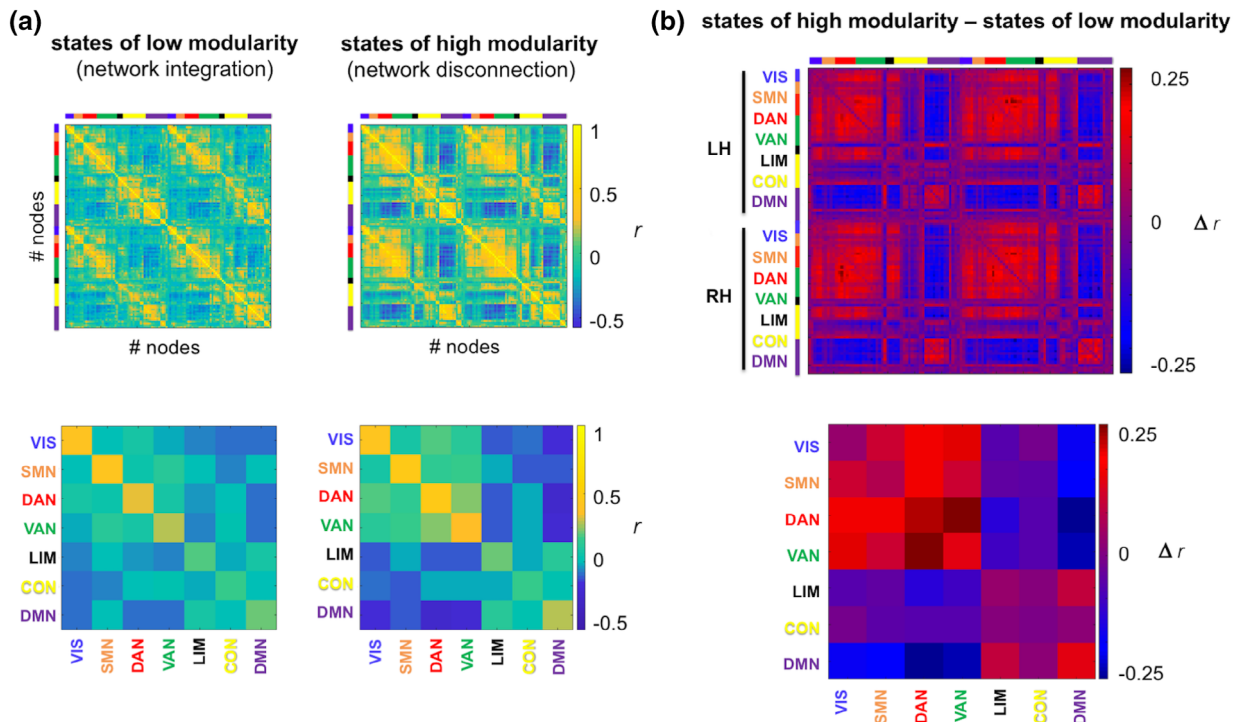 (a)
states of low modularity
(network integration)
states of high modularity
(network disconnection)
# nodes
# nodes
# nodes
1
0.5
r
0
-0.5
VIS
SMN
DAN
VAN
LIM
CON
DMN
VIS
SMN
DAN
VAN
LIM
CON
DMN
VIS
SMN
DAN
VAN
LIM
CON
DMN
VIS
SMN
DAN
VAN
LIM
CON
DMN
1
0.5
r
0
-0.5
(b)
states of high modularity – states of low modularity
LH
VIS
SMN
DAN
VAN
LIM
CON
DMN
RH
VIS
SMN
DAN
VAN
LIM
CON
DMN
0.25
0
Δ r
-0.25
VIS
SMN
DAN
VAN
LIM
CON
DMN
VIS
SMN
DAN
VAN
LIM
CON
DMN
0.25
0
Δ r
-0.25